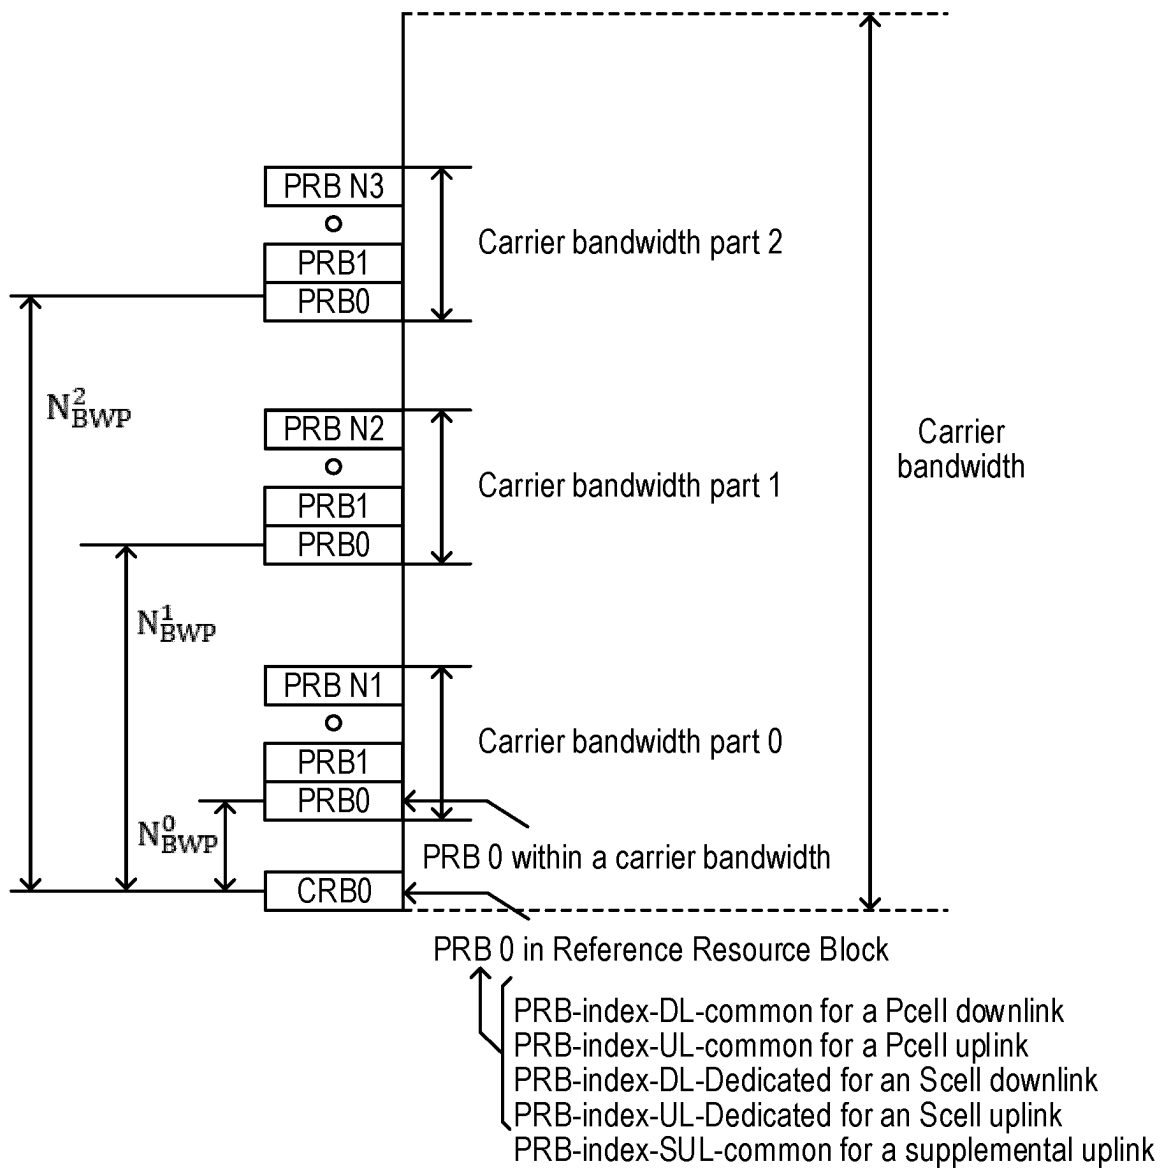 PRB N3
PRB1
Carrier bandwidth part 2
PRB0
N²_BWP
PRB N2
Carrier
bandwidth
PRB1
Carrier bandwidth part 1
PRB0
N¹_BWP
PRB N1
PRB1
Carrier bandwidth part 0
PRB0
N⁰_BWP
PRB 0 within a carrier bandwidth
CRB0
PRB 0 in Reference Resource Block
PRB-index-DL-common for a Pcell downlink
PRB-index-UL-common for a Pcell uplink
PRB-index-DL-Dedicated for an Scell downlink
PRB-index-UL-Dedicated for an Scell uplink
PRB-index-SUL-common for a supplemental uplink